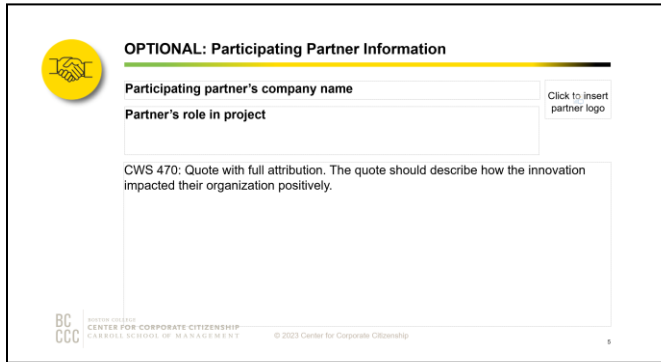 OPTIONAL: Participating Partner Information
Participating partner's company name
Click to insert
partner logo
Partner's role in project
CWS 470: Quote with full attribution. The quote should describe how the innovation
impacted their organization positively.
BC
CCC
BOSTON COLLEGE
CENTER FOR CORPORATE CITIZENSHIP
CARROLL SCHOOL OF MANAGEMENT
© 2023 Center for Corporate Citizenship
5